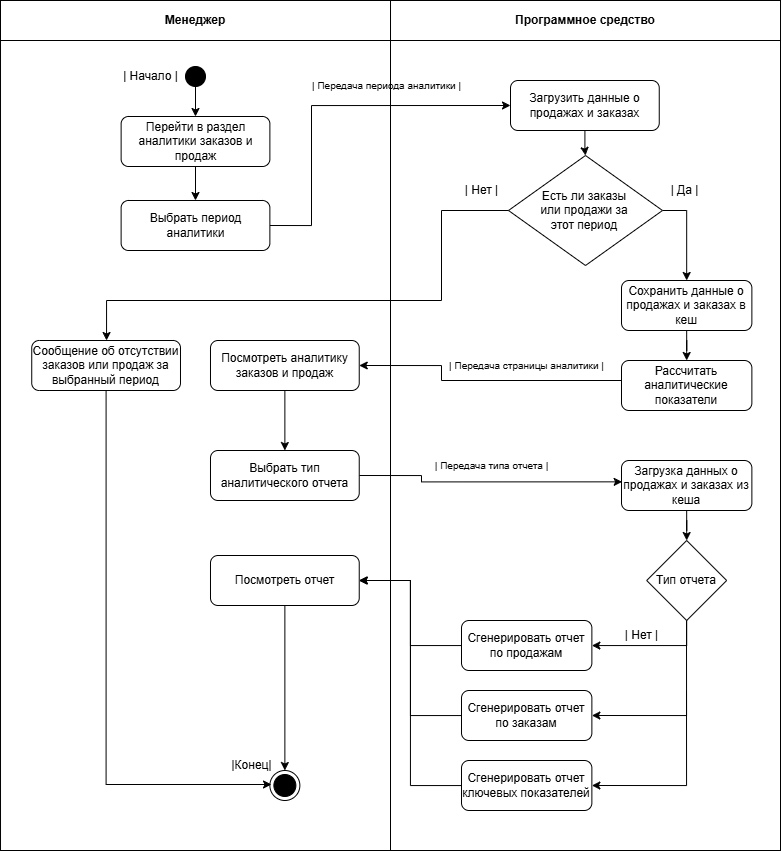 Менеджер
Программное средство
| Начало |
| Передача периода аналитики |
Загрузить данные о
продажах и заказах
Перейти в раздел
аналитики заказов и
продаж
| Нет |
| Да |
Есть ли заказы
или продажи за
этот период
Выбрать период
аналитики
Сохранить данные о
продажах и заказах в
кеш
Сообщение об отсутствии
заказов или продаж за
выбранный период
Посмотреть аналитику
заказов и продаж
| Передача страницы аналитики |
Рассчитать
аналитические
показатели
Выбрать тип
аналитического отчета
| Передача типа отчета |
Загрузка данных о
продажах и заказах из
кеша
Посмотреть отчет
Тип отчета
| Нет |
Сгенерировать отчет
по продажам
Сгенерировать отчет
по заказам
|Конец|
Сгенерировать отчет
ключевых показателей